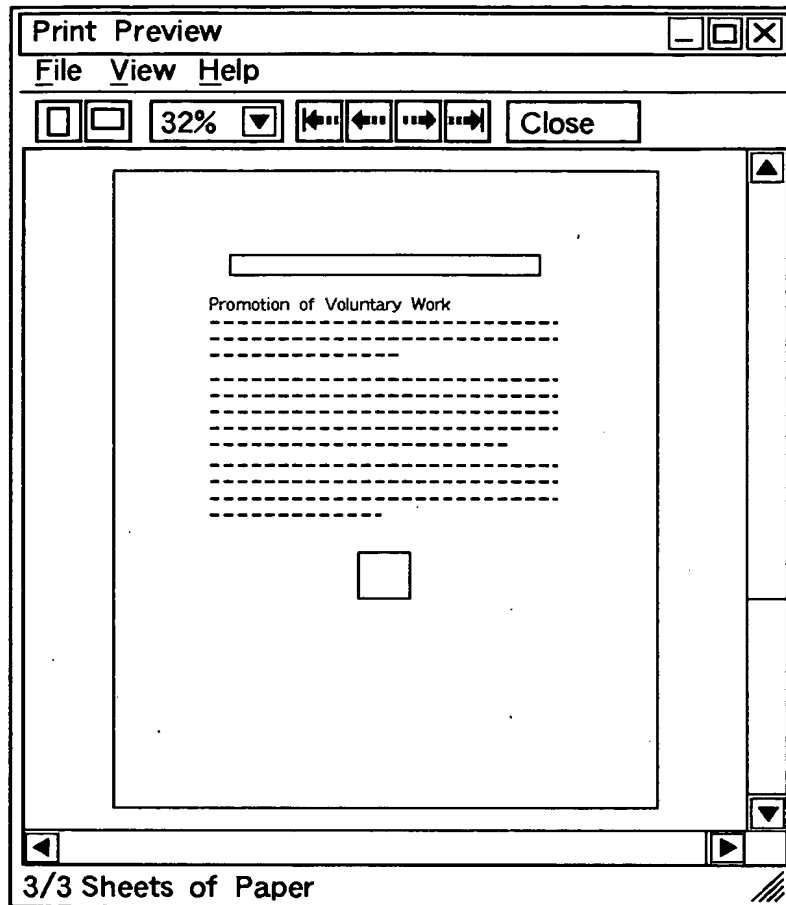 Print Preview
File View Help
32% Close
Promotion of Voluntary Work
3/3 Sheets of Paper